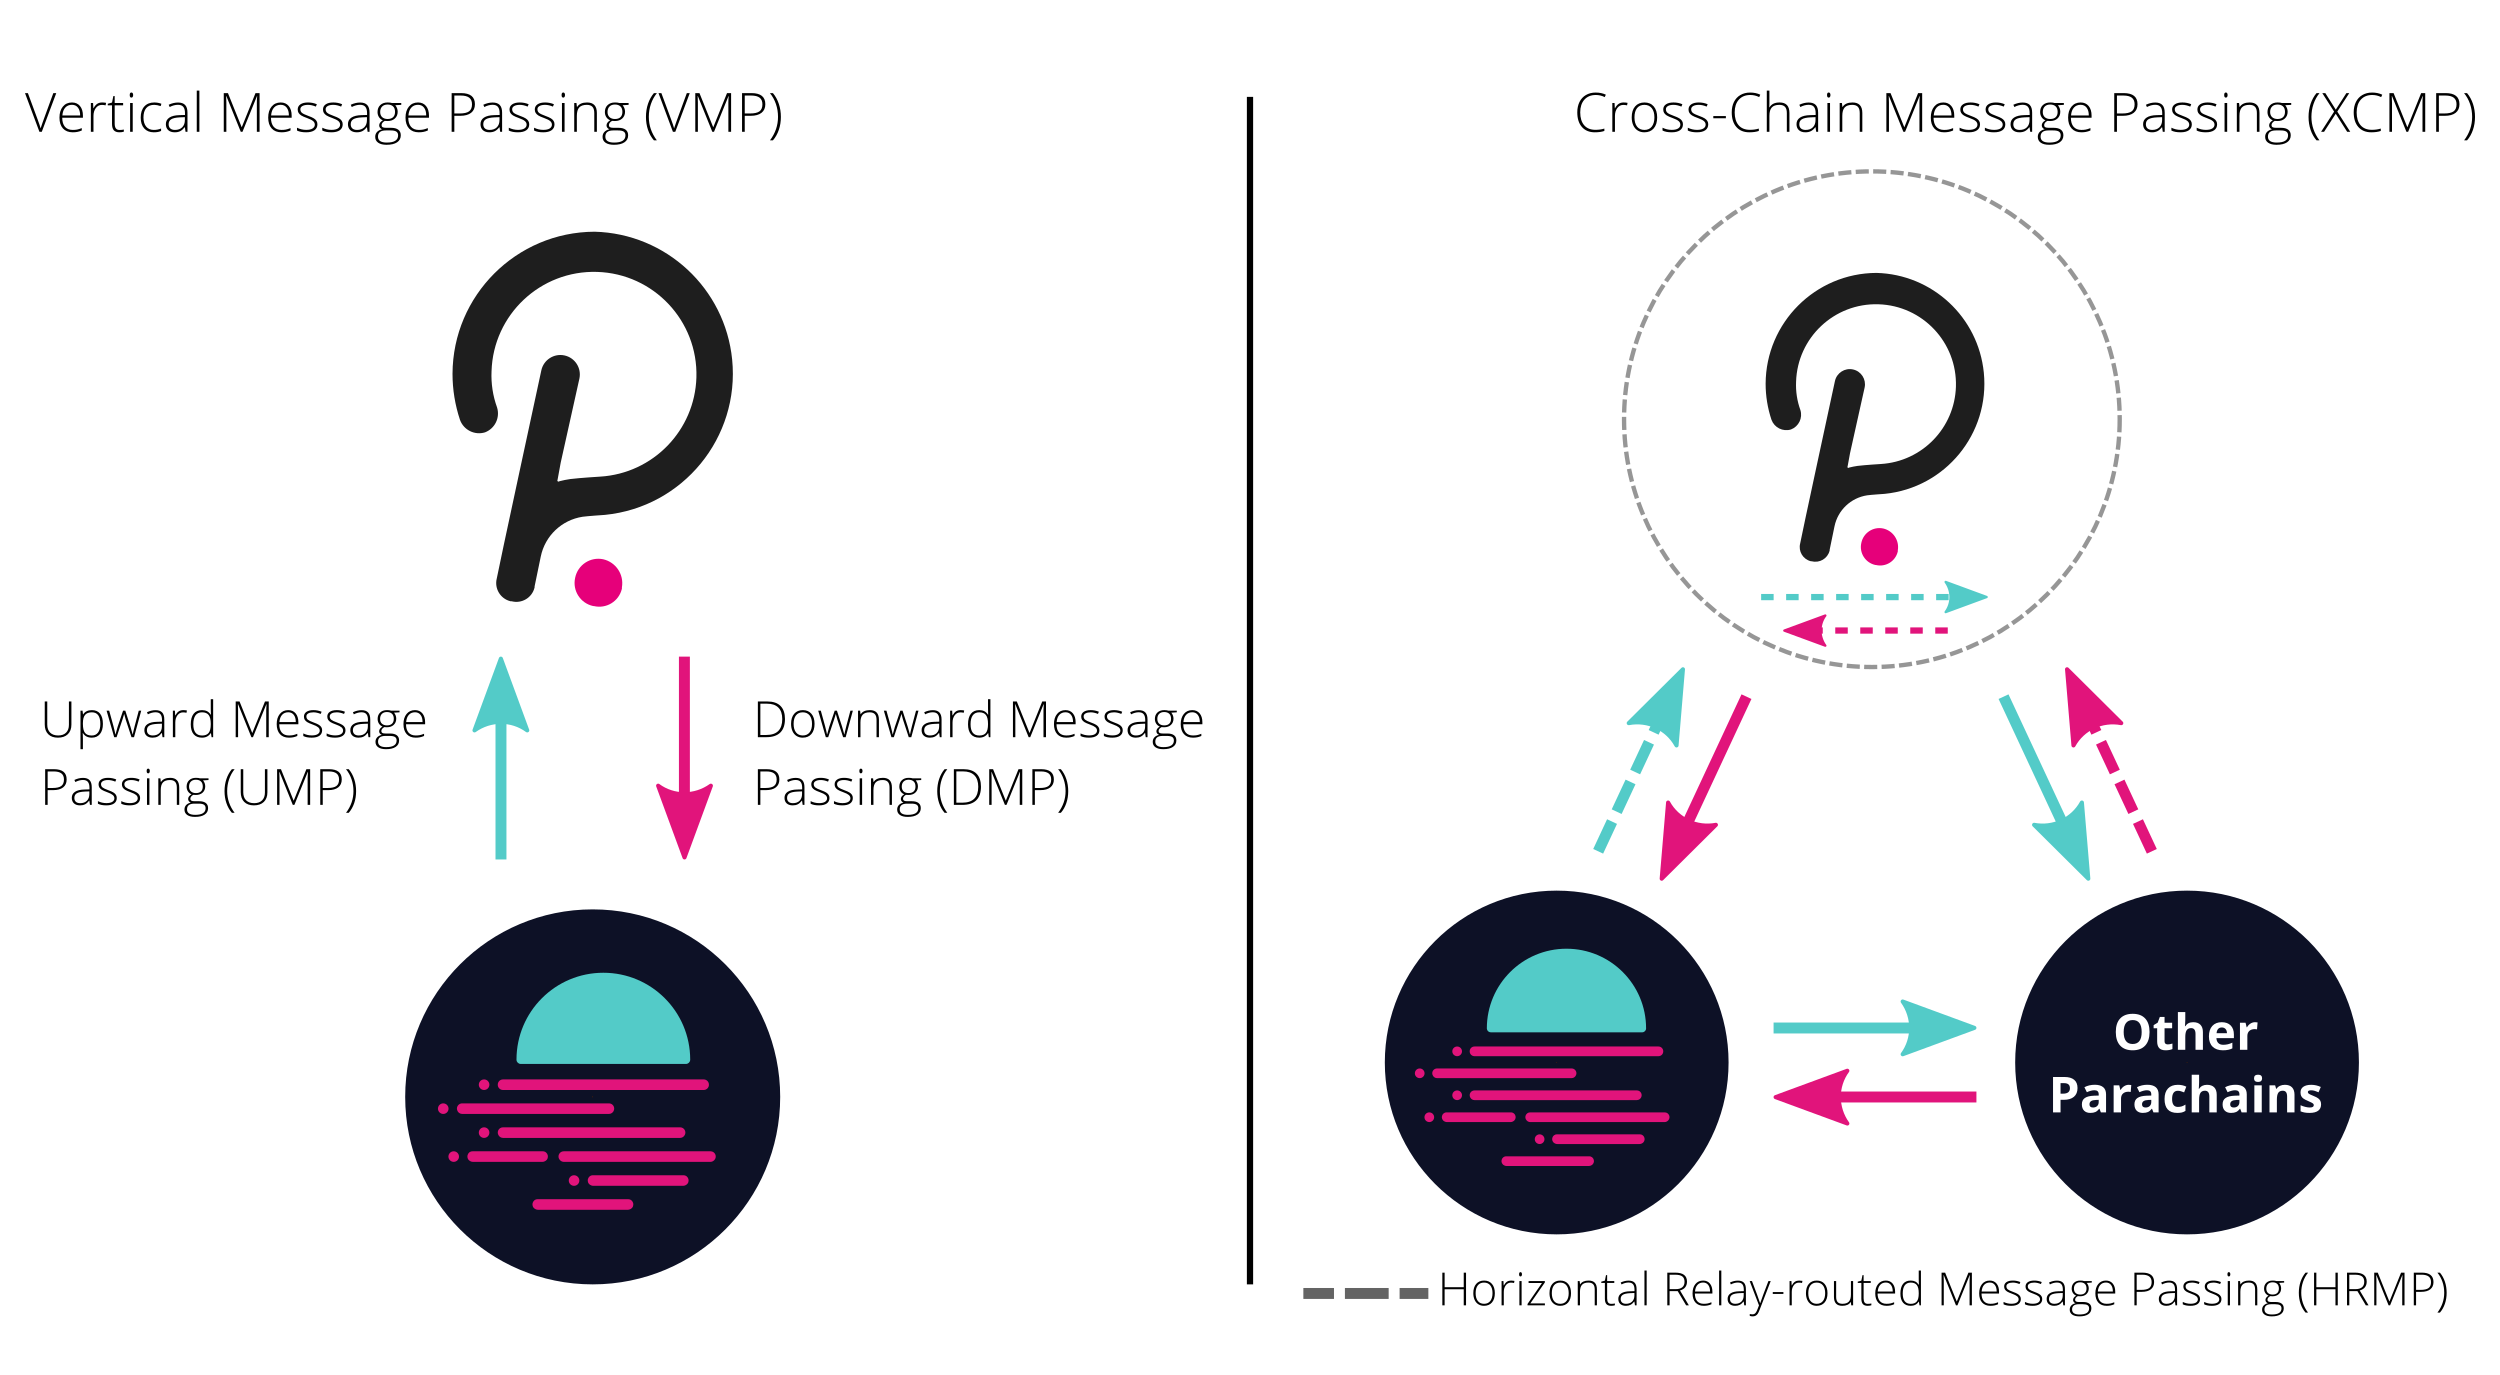 Vertical Message Passing (VMP)
Cross-Chain Message Passing (XCMP)
Upward Message
Passing (UMP)
Downward Message
Passing (DMP)
Other
Parachains
Horizontal Relay-routed Message Passing (HRMP)